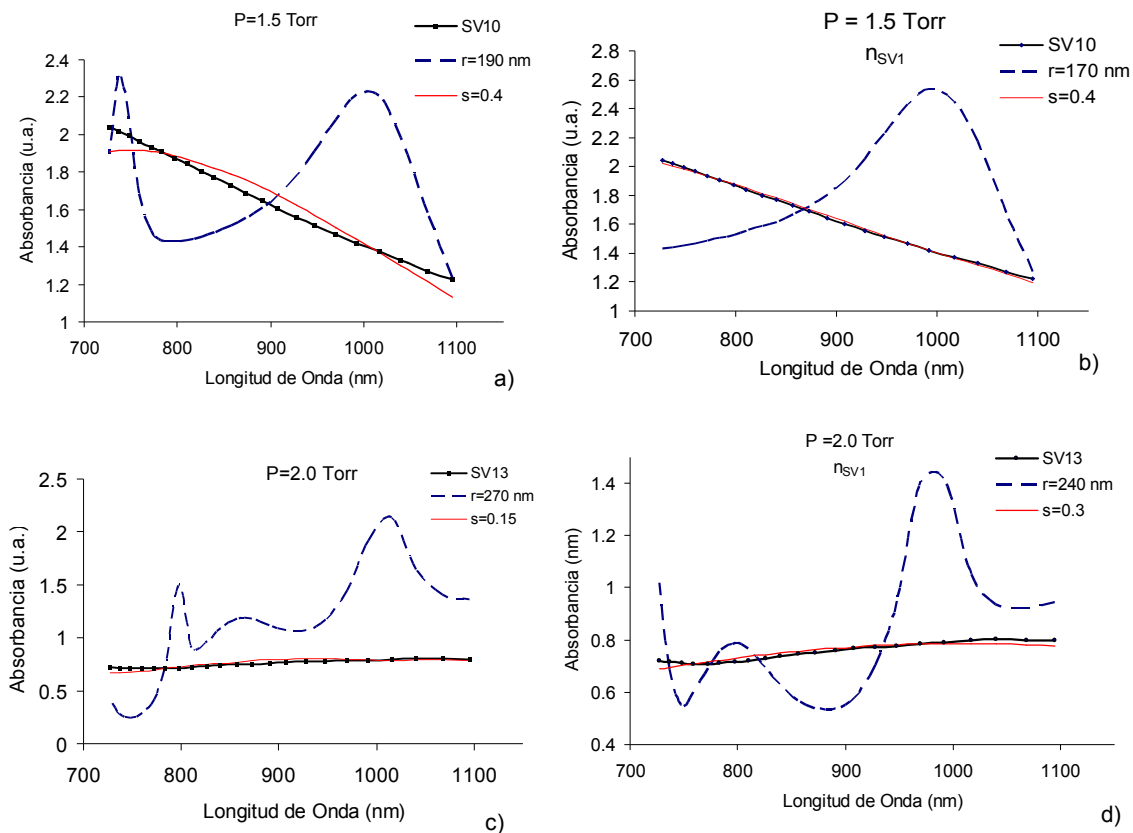 P=1.5 Torr
SV10
r=190 nm
s=0.4
Absorbancia (u.a.)
2.4
2.2
2
1.8
1.6
1.4
1.2
1
700 800 900 1000 1100
Longitud de Onda (nm)
a)
P = 1.5 Torr
nSV1
SV10
r=170 nm
s=0.4
Absorbancia (u.a.)
2.8
2.6
2.4
2.2
2
1.8
1.6
1.4
1.2
1
700 800 900 1000 1100
Longitud de Onda (nm)
b)
P=2.0 Torr
SV13
r=270 nm
s=0.15
Absorbancia (u.a.)
2.5
2
1.5
1
0.5
0
700 800 900 1000 1100
Longitud de Onda (nm)
c)
P =2.0 Torr
nSV1
SV13
r=240 nm
s=0.3
Absorbancia (nm)
1.4
1.2
1
0.8
0.6
0.4
700 800 900 1000 1100
Longitud de Onda (nm)
d)